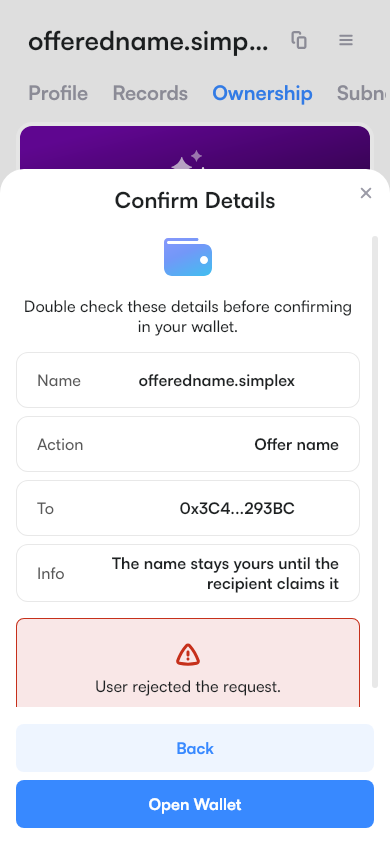 offeredname.simp...
Profile Records Ownership Subn
Confirm Details
Double check these details before confirming
in your wallet.
Name offeredname.simplex
Action Offer name
To 0x3C4...293BC
Info The name stays yours until the
recipient claims it
User rejected the request.
Back
Open Wallet